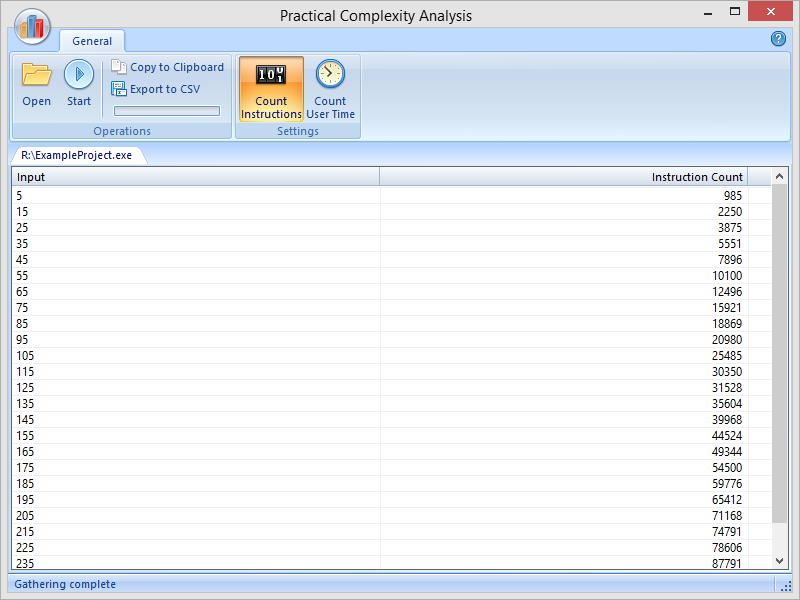 Practical Complexity Analysis
General
Open
Start
Copy to Clipboard
Export to CSV
Operations
Count
Instructions
Count
User Time
Settings
R:\ExampleProject.exe
Input Instruction Count
5 985
15 2250
25 3875
35 5551
45 7896
55 10100
65 12496
75 15921
85 18869
95 20980
105 25485
115 30350
125 31528
135 35604
145 39968
155 44524
165 49344
175 54500
185 59776
195 65412
205 71168
215 74791
225 78606
235 87791
Gathering complete